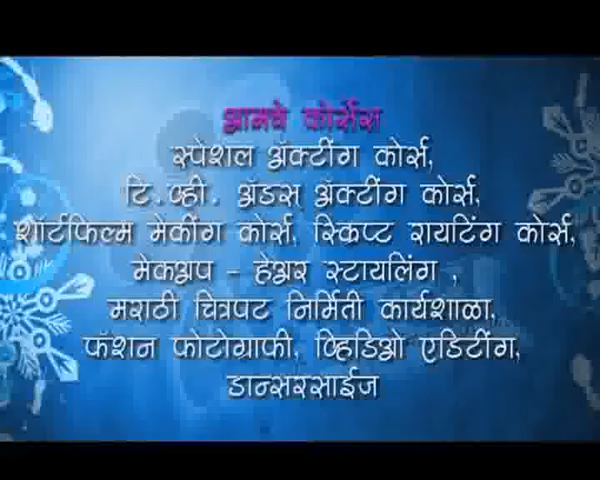 आमचे कोर्सेस
स्पेशल ॲक्टींग कोर्स,
टि.व्ही. ॲडस् ॲक्टींग कोर्स,
शॉर्टफिल्म मेकींग कोर्स, स्क्रिप्ट रायटिंग कोर्स,
मेकअप - हेअर स्टायलिंग ,
मराठी चित्रपट निर्मिती कार्यशाळा,
फॅशन फोटोग्राफी, व्हिडिओ एडिटींग,
डान्सरसाईज